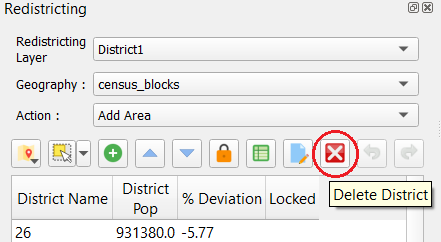 Redistricting
Redistricting
Layer
District1
Geography :
census_blocks
Action :
Add Area
Delete District
District Name
District
Pop
% Deviation
Locked
26
931380.0
-5.77